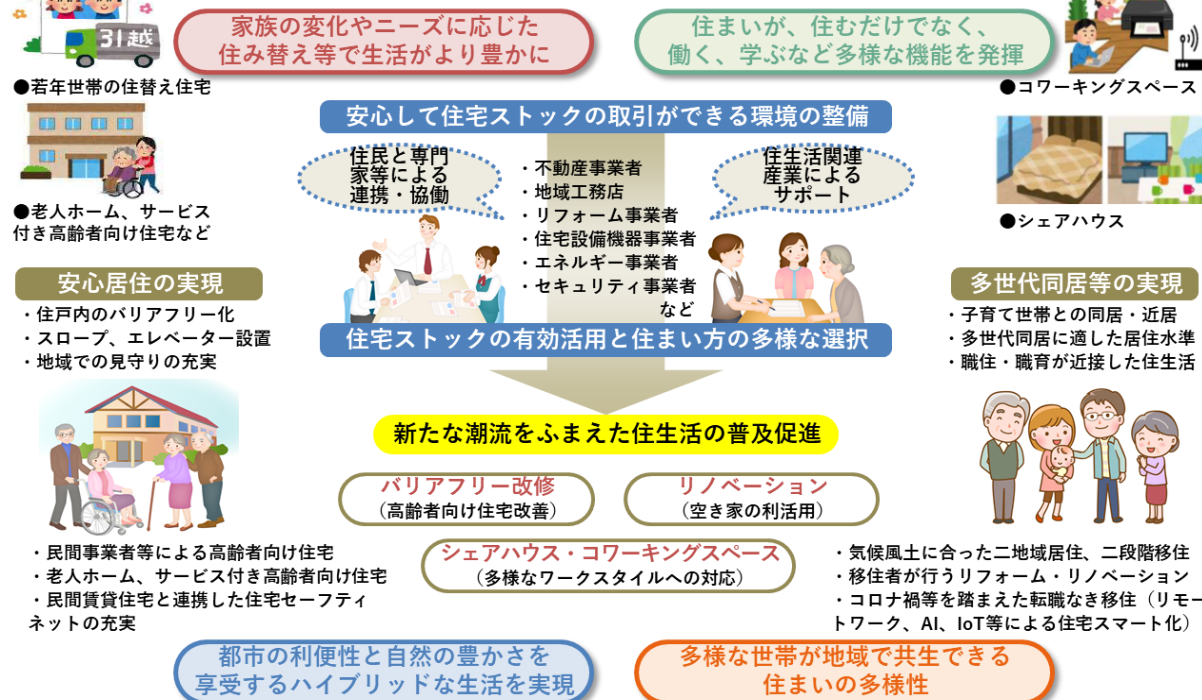 家族の変化やニーズに応じた
住み替え等で生活がより豊かに
住まいが、住むだけでなく、
働く、学ぶなど多様な機能を発揮
引越
●若年世帯の住替え住宅
●コワーキングスペース
安心して住宅ストックの取引ができる環境の整備
住民と専門
家等による
連携・協働
・不動産事業者
・地域工務店
・リフォーム事業者
・住宅設備機器事業者
・エネルギー事業者
・セキュリティ事業者
など
住生活関連
産業による
サポート
●老人ホーム、サービス
付き高齢者向け住宅など
●シェアハウス
安心居住の実現
・住戸内のバリアフリー化
・スロープ、エレベーター設置
・地域での見守りの充実
多世代同居等の実現
・子育て世帯との同居・近居
・多世代同居に適した居住水準
・職住・職育が近接した住生活
住宅ストックの有効活用と住まい方の多様な選択
新たな潮流をふまえた住生活の普及促進
バリアフリー改修
（高齢者向け住宅改善）
リノベーション
（空き家の利活用）
シェアハウス・コワーキングスペース
（多様なワークスタイルへの対応）
・民間事業者等による高齢者向け住宅
・老人ホーム、サービス付き高齢者向け住宅
・民間賃貸住宅と連携した住宅セーフティ
ネットの充実
・気候風土に合った二地域居住、二段階移住
・移住者が行うリフォーム・リノベーション
・コロナ禍等を踏まえた転職なき移住（リモー
トワーク、AI、IoT等による住宅スマート化）
都市の利便性と自然の豊かさを
享受するハイブリッドな生活を実現
多様な世帯が地域で共生できる
住まいの多様性